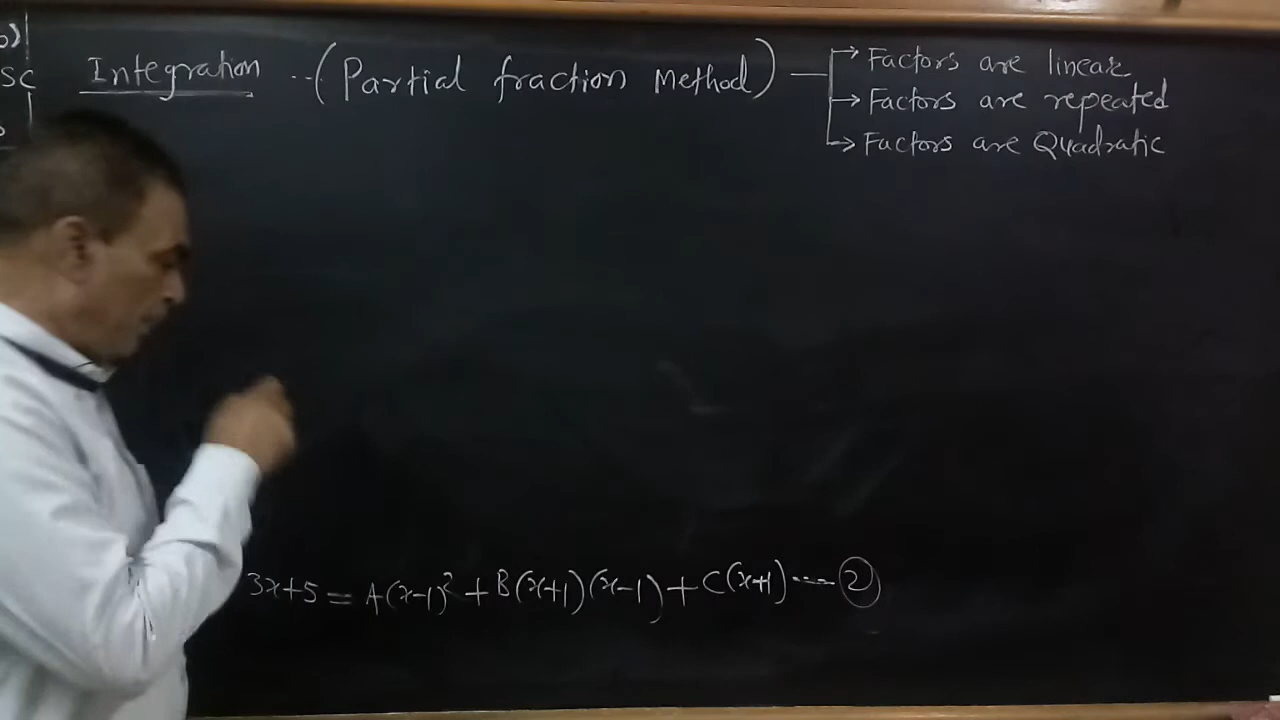 Integration ..(Partial fraction Method)
Factors are linear
Factors are repeated
Factors are Quadratic
3x+5 = A(x-1)² + B(x+1)(x-1) + C(x+1) ---- ②